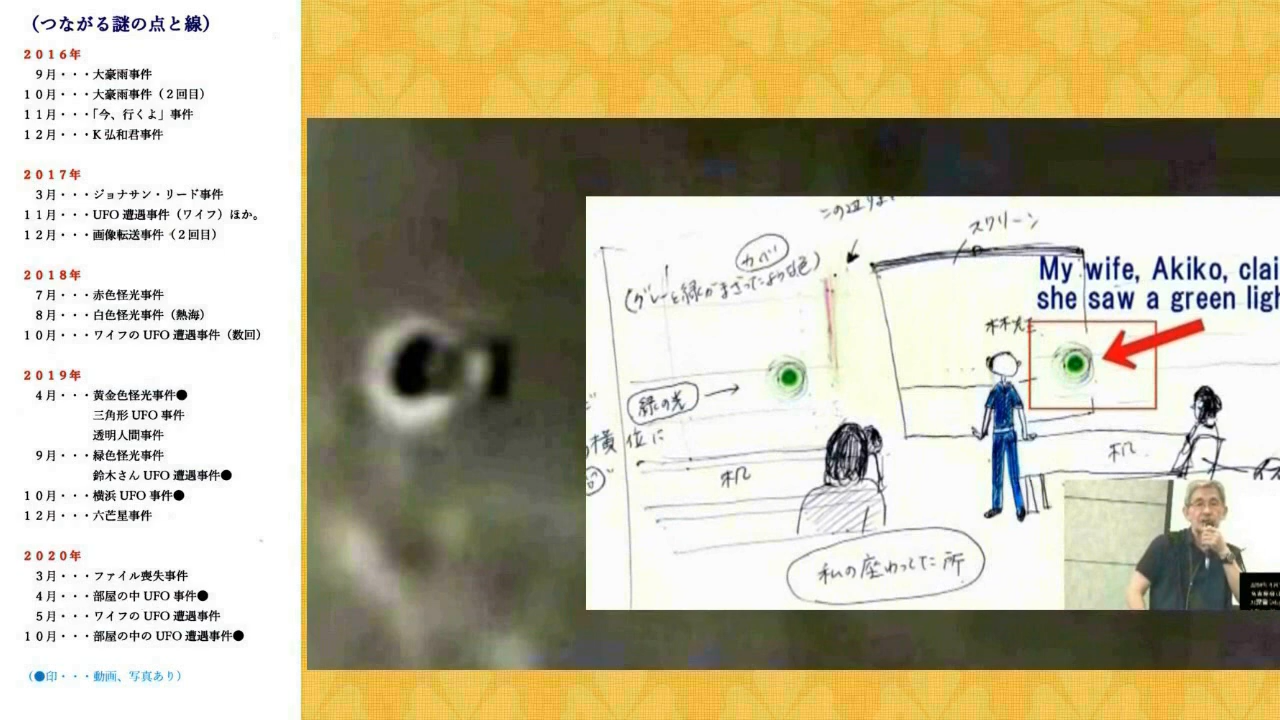 （つながる謎の点と線）
２０１６年
９月・・・大豪雨事件
１０月・・・大豪雨事件（２回目）
１１月・・・「今、行くよ」事件
１２月・・・K 弘和君事件
２０１７年
３月・・・ジョナサン・リード事件
１１月・・・UFO 遭遇事件（ワイフ）ほか。
１２月・・・画像転送事件（２回目）
２０１８年
７月・・・赤色怪光事件
８月・・・白色怪光事件（熱海）
１０月・・・ワイフの UFO 遭遇事件（数回）
２０１９年
４月・・・黄金色怪光事件●
三角形 UFO 事件
透明人間事件
９月・・・緑色怪光事件
鈴木さん UFO 遭遇事件●
１０月・・・横浜 UFO 事件●
１２月・・・六芒星事件
２０２０年
３月・・・ファイル喪失事件
４月・・・部屋の中 UFO 事件●
５月・・・ワイフの UFO 遭遇事件
１０月・・・部屋の中の UFO 遭遇事件●
（●印・・・動画、写真あり）
この辺りま
スクリーン
カベ
(グレーと緑がまざったような色)
My wife, Akiko, clai
she saw a green ligh
緑の光
横位に
机
机
私の座わってた所